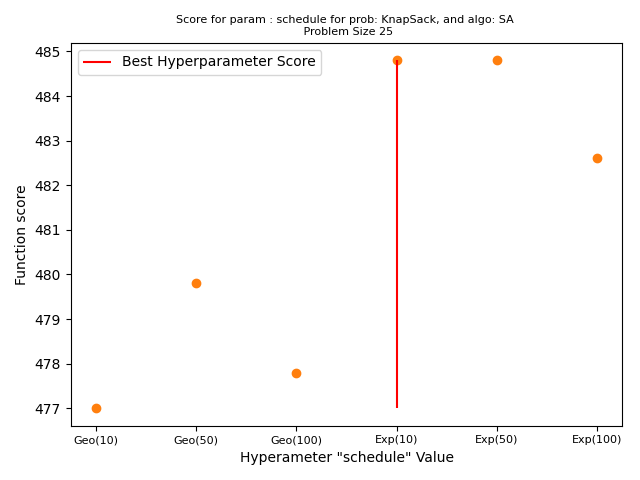 Score for param : schedule for prob: KnapSack, and algo: SA
Problem Size 25
Best Hyperparameter Score
Function score
485
484
483
482
481
480
479
478
477
Geo(10) Geo(50) Geo(100) Exp(10) Exp(50) Exp(100)
Hyperameter "schedule" Value